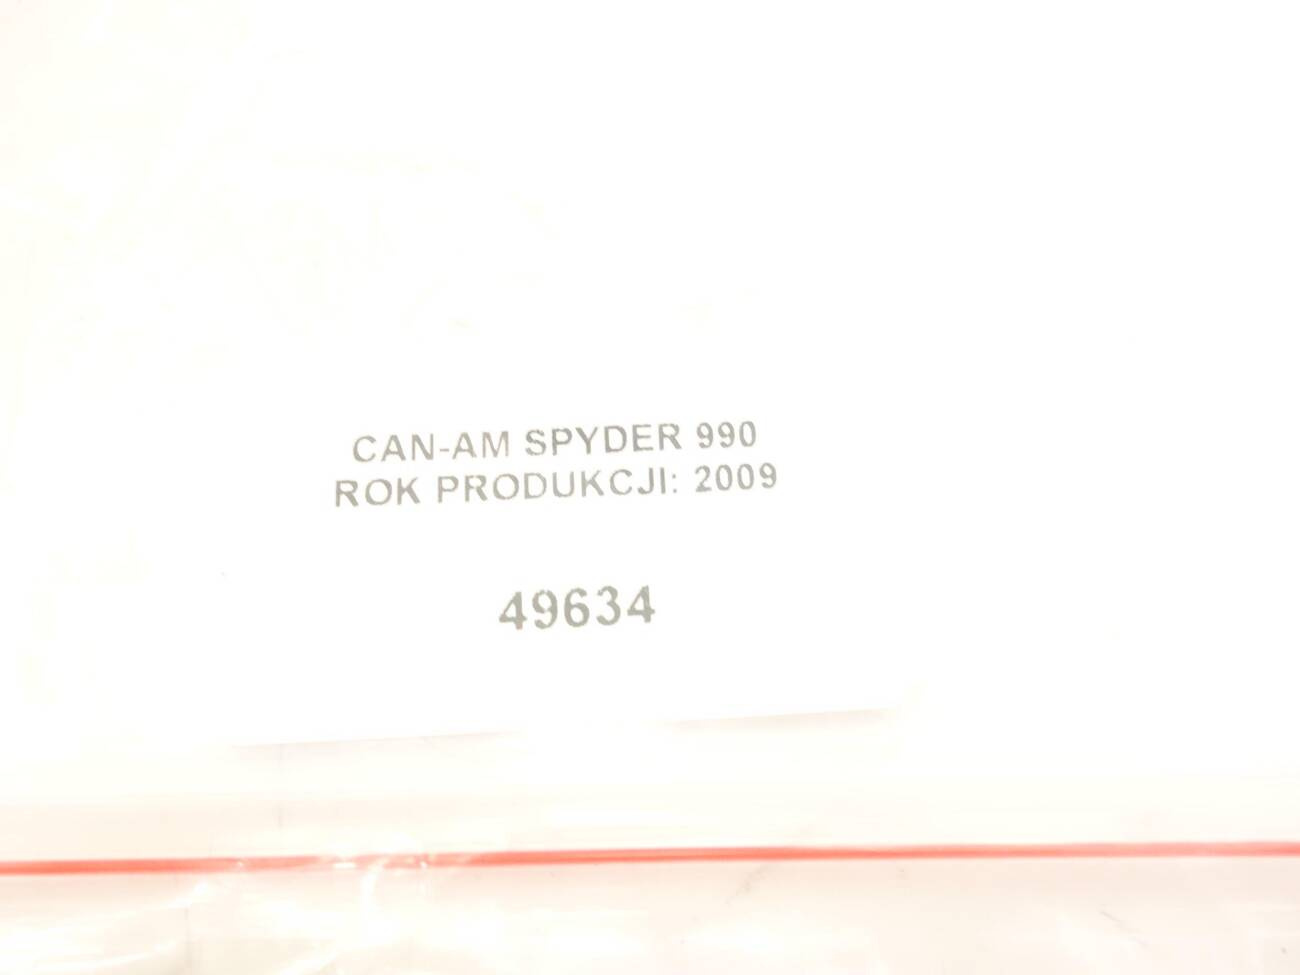 CAN-AM SPYDER 990
ROK PRODUKCJI: 2009
49634